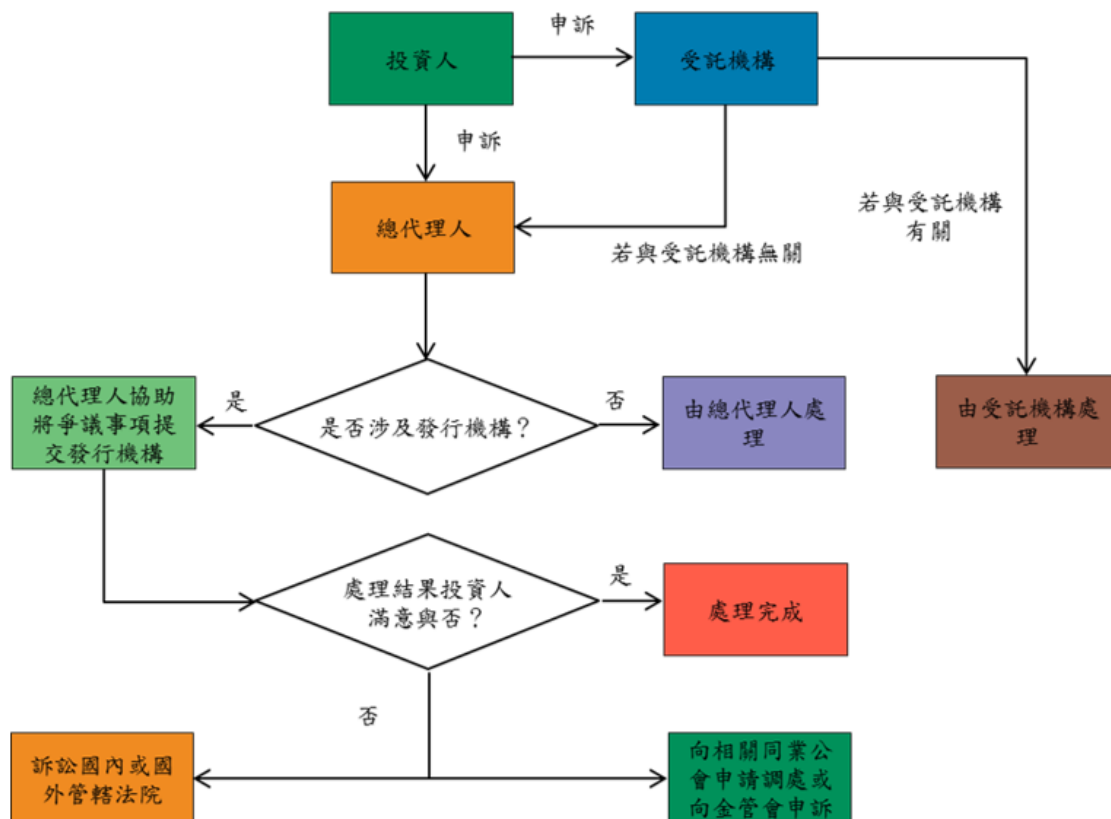 申訴
投資人
受託機構
申訴
總代理人
若與受託機構
有關
若與受託機構無關
總代理人協助
將爭議事項提
交發行機構
是
是否涉及發行機構？
否
由總代理人處
理
由受託機構處
理
處理結果投資人
滿意與否？
是
處理完成
否
訴訟國內或國
外管轄法院
向相關同業公
會申請調處或
向金管會申訴